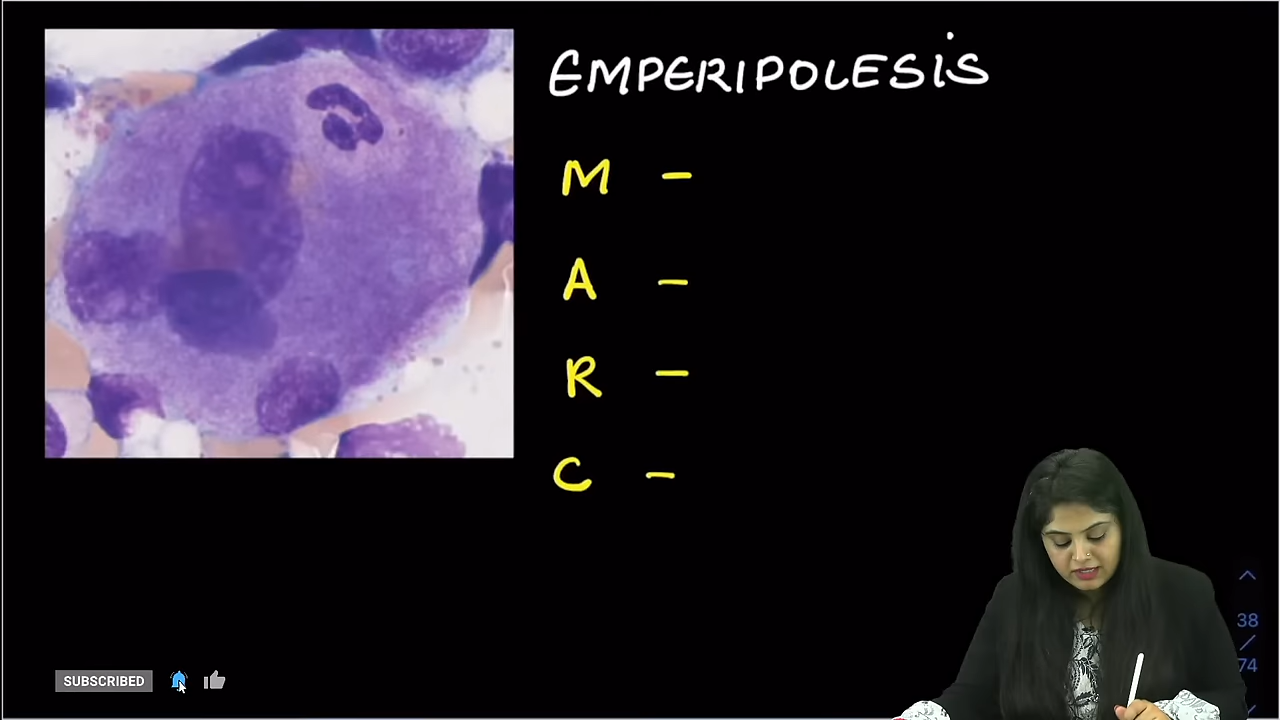 EMPERIPOLESIS
M -
A -
R -
C -
38
/
74
SUBSCRIBED